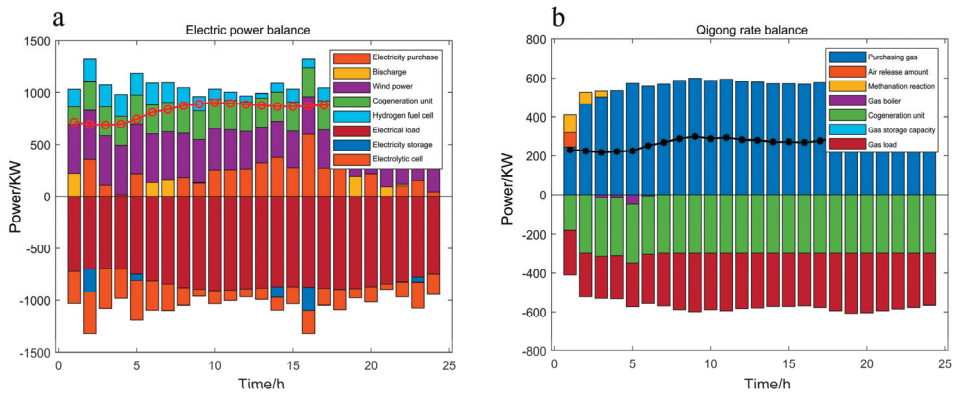 a
Electric power balance
1500
1000
500
0
-500
-1000
-1500
Power/KW
0
5
10
15
20
25
Time/h
Electricity purchase
Bischarge
Wind power
Cogeneration unit
Hydrogen fuel cell
Electrical load
Electricity storage
Electrolytic cell
b
Qigong rate balance
800
600
400
200
0
-200
-400
-600
-800
Power/KW
0
5
10
15
20
25
Time/h
Purchasing gas
Air release amount
Methanation reaction
Gas boiler
Cogeneration unit
Gas storage capacity
Gas load